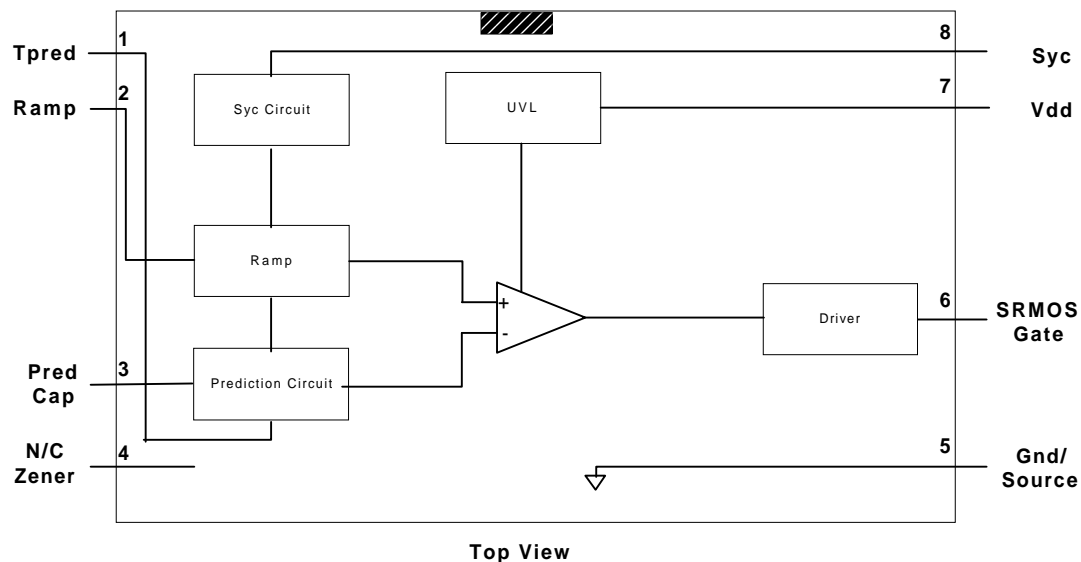 1
Tpred
2
Ramp
Syc Circuit
UVL
8
Syc
7
Vdd
Ramp
+
-
Driver
6
SRMOS
Gate
3
Pred
Cap
Prediction Circuit
4
N/C
Zener
5
Gnd/
Source
Top View